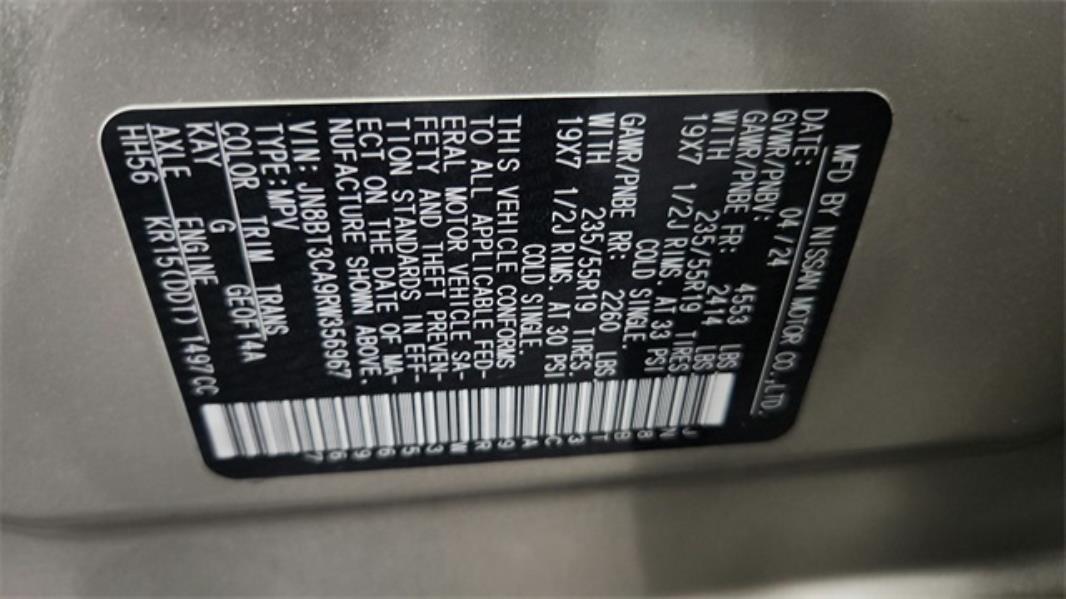 MFD BY NISSAN MOTOR CO.,LTD.
DATE: 04/24
GVWR/PNBV: 4553 LBS
GAWR/PNBE FR: 2414 LBS
WITH 235/55R19 TIRES,
19X7 1/2J RIMS, AT 33 PSI
COLD SINGLE.
GAWR/PNBE RR: 2260 LBS
WITH 235/55R19 TIRES,
19X7 1/2J RIMS, AT 30 PSI
COLD SINGLE.
THIS VEHICLE CONFORMS
TO ALL APPLICABLE FED-
ERAL MOTOR VEHICLE SA-
FETY AND THEFT PREVEN-
TION STANDARDS IN EFF-
ECT ON THE DATE OF MA-
NUFACTURE SHOWN ABOVE.
VIN: JN8BT3CA9RW356967
TYPE:MPV
COLOR TRIM TRANS
KAY G GE0F14A
AXLE ENGINE
HH56 KR15(DDT) 1497CC
JN8BT3CA9RW356967